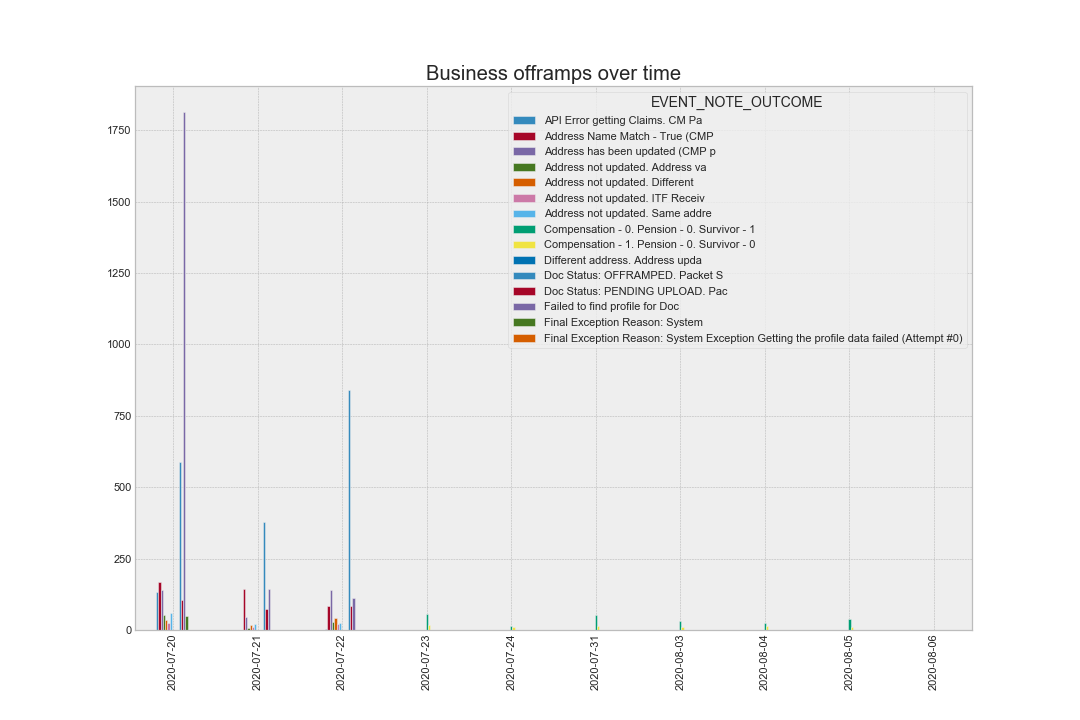 Business offramps over time
EVENT_NOTE_OUTCOME
API Error getting Claims. CM Pa
Address Name Match - True (CMP
Address has been updated (CMP p
Address not updated. Address va
Address not updated. Different
Address not updated. ITF Receiv
Address not updated. Same addre
Compensation - 0. Pension - 0. Survivor - 1
Compensation - 1. Pension - 0. Survivor - 0
Different address. Address upda
Doc Status: OFFRAMPED. Packet S
Doc Status: PENDING UPLOAD. Pac
Failed to find profile for Doc
Final Exception Reason: System
Final Exception Reason: System Exception Getting the profile data failed (Attempt #0)
1750
1500
1250
1000
750
500
250
0
2020-07-20
2020-07-21
2020-07-22
2020-07-23
2020-07-24
2020-07-31
2020-08-03
2020-08-04
2020-08-05
2020-08-06